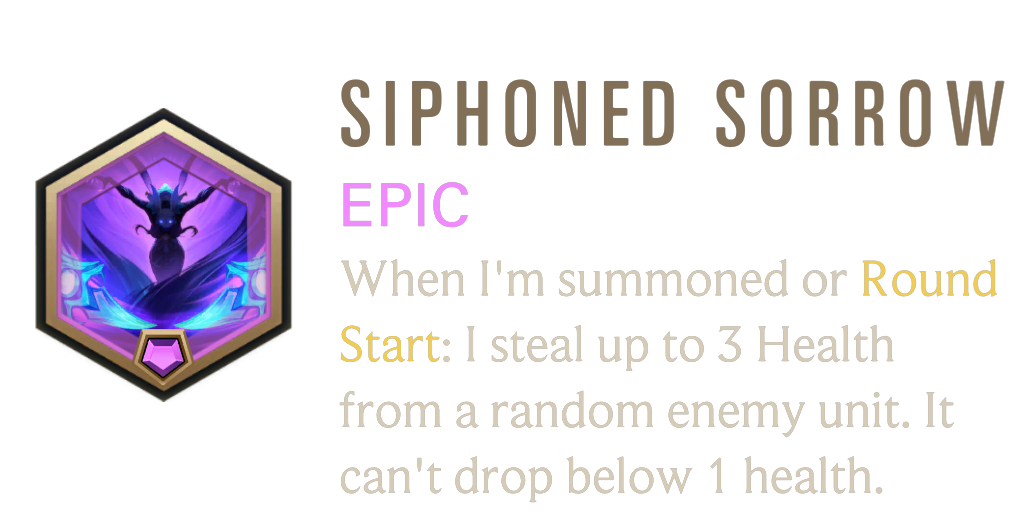 SIPHONED SORROW
EPIC
When I'm summoned or Round
Start: I steal up to 3 Health
from a random enemy unit. It
can't drop below 1 health.